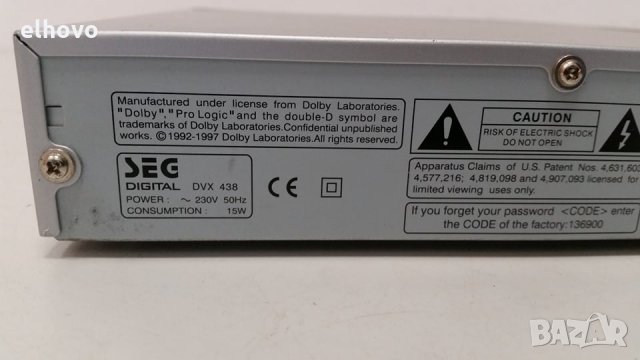 elhovo
Manufactured under license from Dolby Laboratories.
"Dolby", "Pro Logic" and the double-D symbol are
trademarks of Dolby Laboratories.Confidential unpublished
works. ©1992-1997 Dolby Laboratories.All rights reserved.
SEG
DIGITAL DVX 438
POWER : ~ 230V 50Hz
CONSUMPTION : 15W
CE
CAUTION
RISK OF ELECTRIC SHOCK
DO NOT OPEN
Apparatus Claims of U.S. Patent Nos. 4,631,603
4,577,216; 4,819,098 and 4,907,093 licensed for
limited viewing uses only.
If you forget your password <CODE> enter
the CODE of the factory:136900
BAZAR